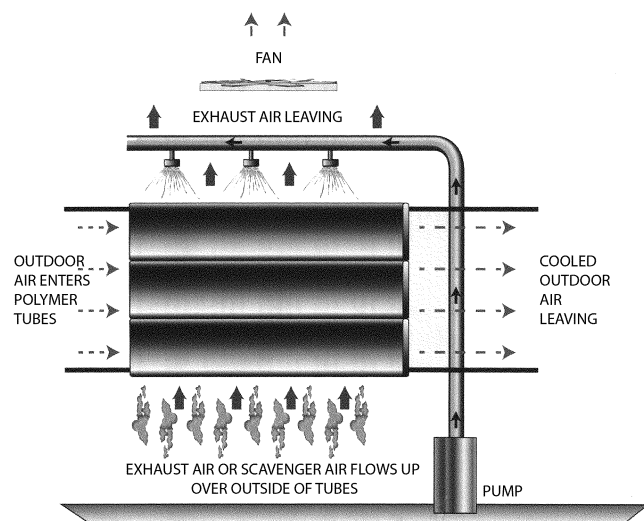 FAN
EXHAUST AIR LEAVING
OUTDOOR
AIR ENTERS
POLYMER
TUBES
COOLED
OUTDOOR
AIR
LEAVING
EXHAUST AIR OR SCAVENGER AIR FLOWS UP
OVER OUTSIDE OF TUBES
PUMP